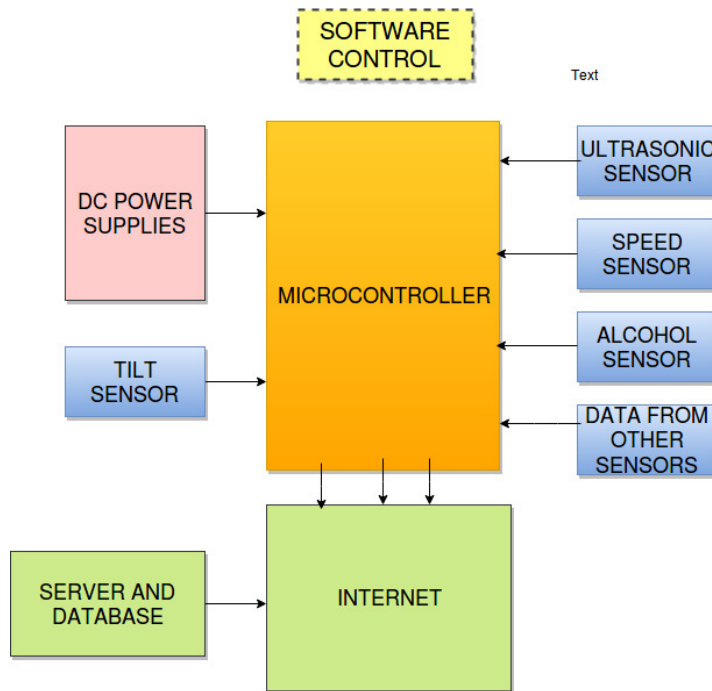 SOFTWARE
CONTROL
Text
DC POWER
SUPPLIES
MICROCONTROLLER
ULTRASONIC
SENSOR
SPEED
SENSOR
TILT
SENSOR
ALCOHOL
SENSOR
DATA FROM
OTHER
SENSORS
SERVER AND
DATABASE
INTERNET